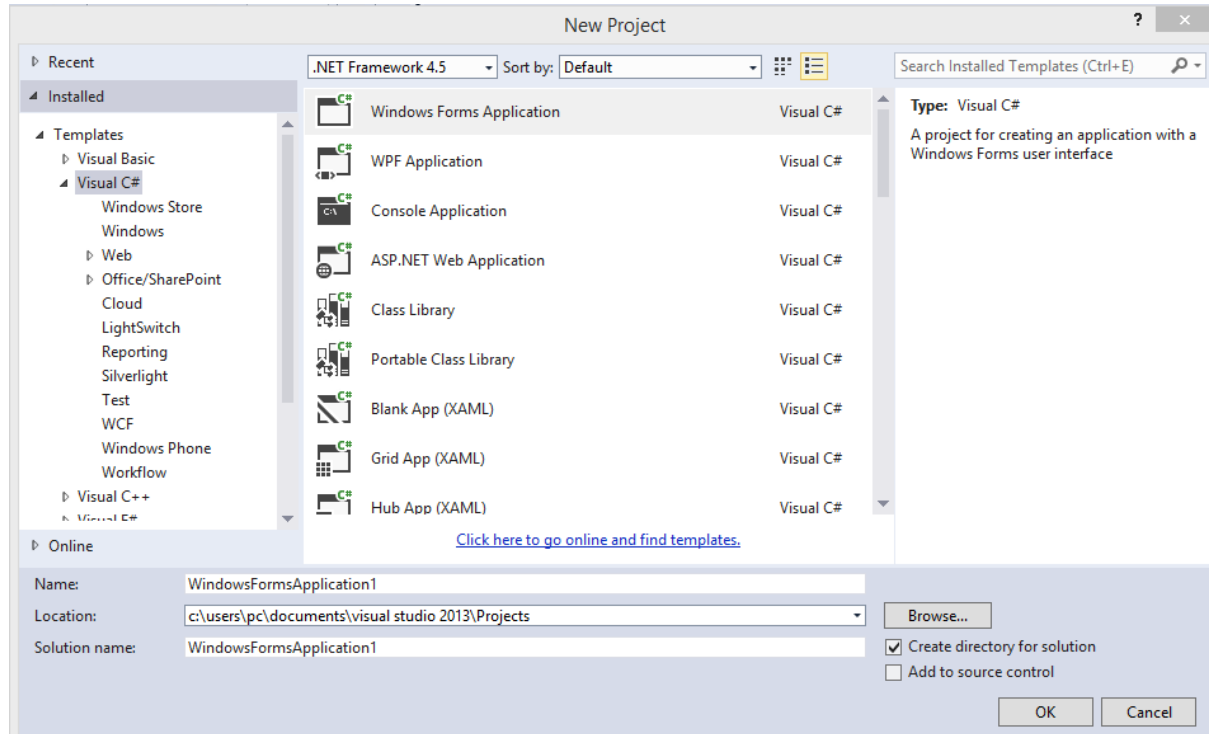 New Project
?
Recent
.NET Framework 4.5
Sort by: Default
Search Installed Templates (Ctrl+E)
Installed
Templates
Visual Basic
Visual C#
Windows Store
Windows
Web
Office/SharePoint
Cloud
LightSwitch
Reporting
Silverlight
Test
WCF
Windows Phone
Workflow
Visual C++
Visual F#
Online
Windows Forms Application Visual C#
WPF Application Visual C#
Console Application Visual C#
ASP.NET Web Application Visual C#
Class Library Visual C#
Portable Class Library Visual C#
Blank App (XAML) Visual C#
Grid App (XAML) Visual C#
Hub App (XAML) Visual C#
Click here to go online and find templates.
Type: Visual C#
A project for creating an application with a
Windows Forms user interface
Name: WindowsFormsApplication1
Location: c:\users\pc\documents\visual studio 2013\Projects
Browse...
Solution name: WindowsFormsApplication1
Create directory for solution
Add to source control
OK
Cancel